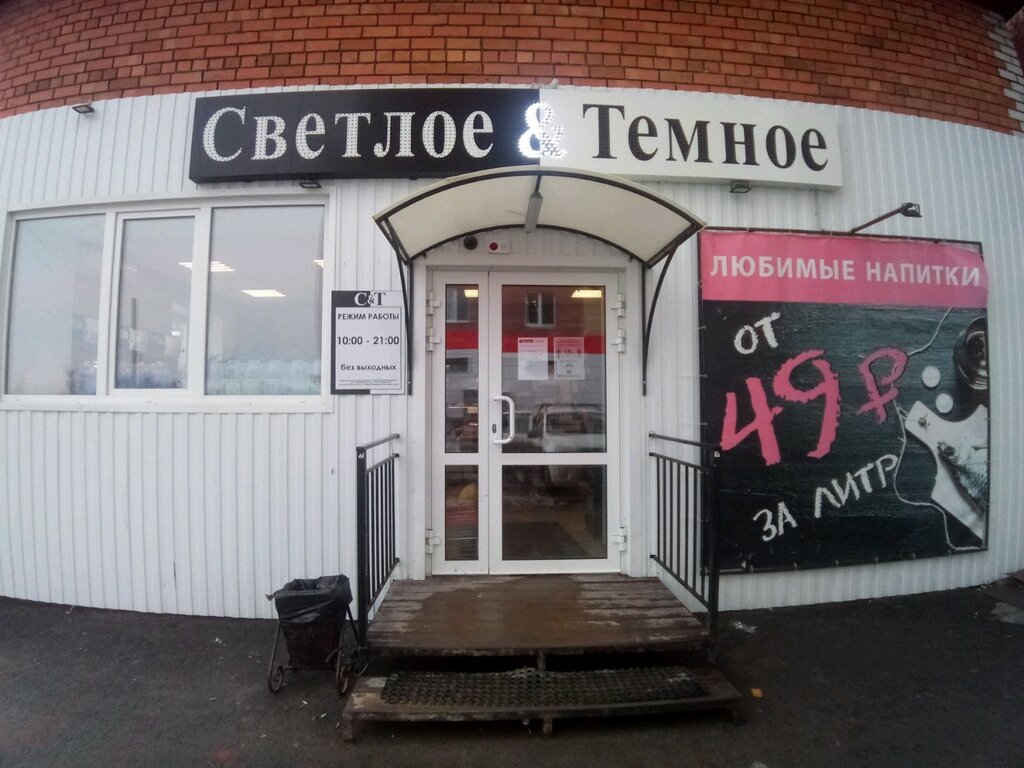 Светлое & Темное
ЛЮБИМЫЕ НАПИТКИ
от
49 ₽
за литр
С&Т
РЕЖИМ РАБОТЫ
10:00 - 21:00
без выходных